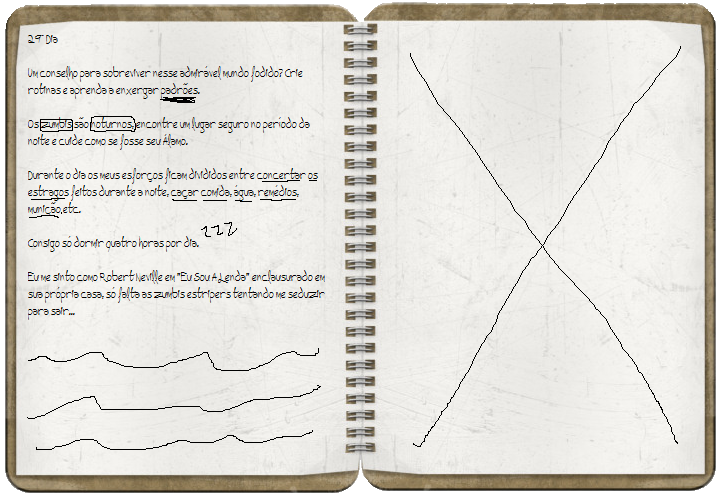 29º Dia
Um conselho para sobreviver nesse admirável mundo fodido? Crie
rotinas e aprenda a enxergar padrões.
Os zumbis são noturnos, encontre um lugar seguro no período da
noite e cuide como se fosse seu Álamo.
Durante o dia os meus esforços ficam divididos entre concertar os
estragos feitos durante a noite, caçar comida, água, remédios,
munição,etc.
zzz
Consigo só dormir quatro horas por dia.
Eu me sinto como Robert Neville em "Eu Sou A Lenda" enclausurado em
sua própria casa, só falta as zumbis estripers tentando me seduzir
para sair...